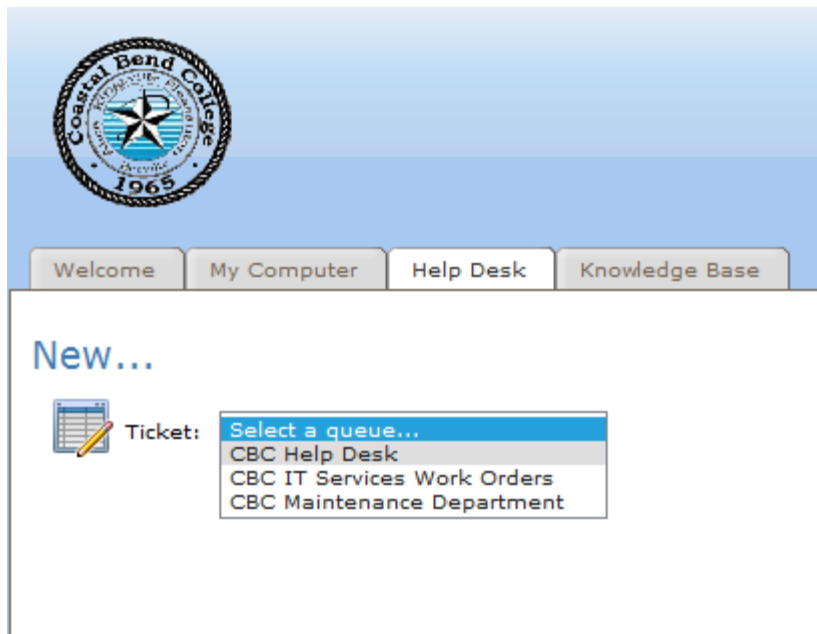 Coastal Bend College
Beeville
1965
Welcome
My Computer
Help Desk
Knowledge Base
New...
Ticket:
Select a queue...
CBC Help Desk
CBC IT Services Work Orders
CBC Maintenance Department